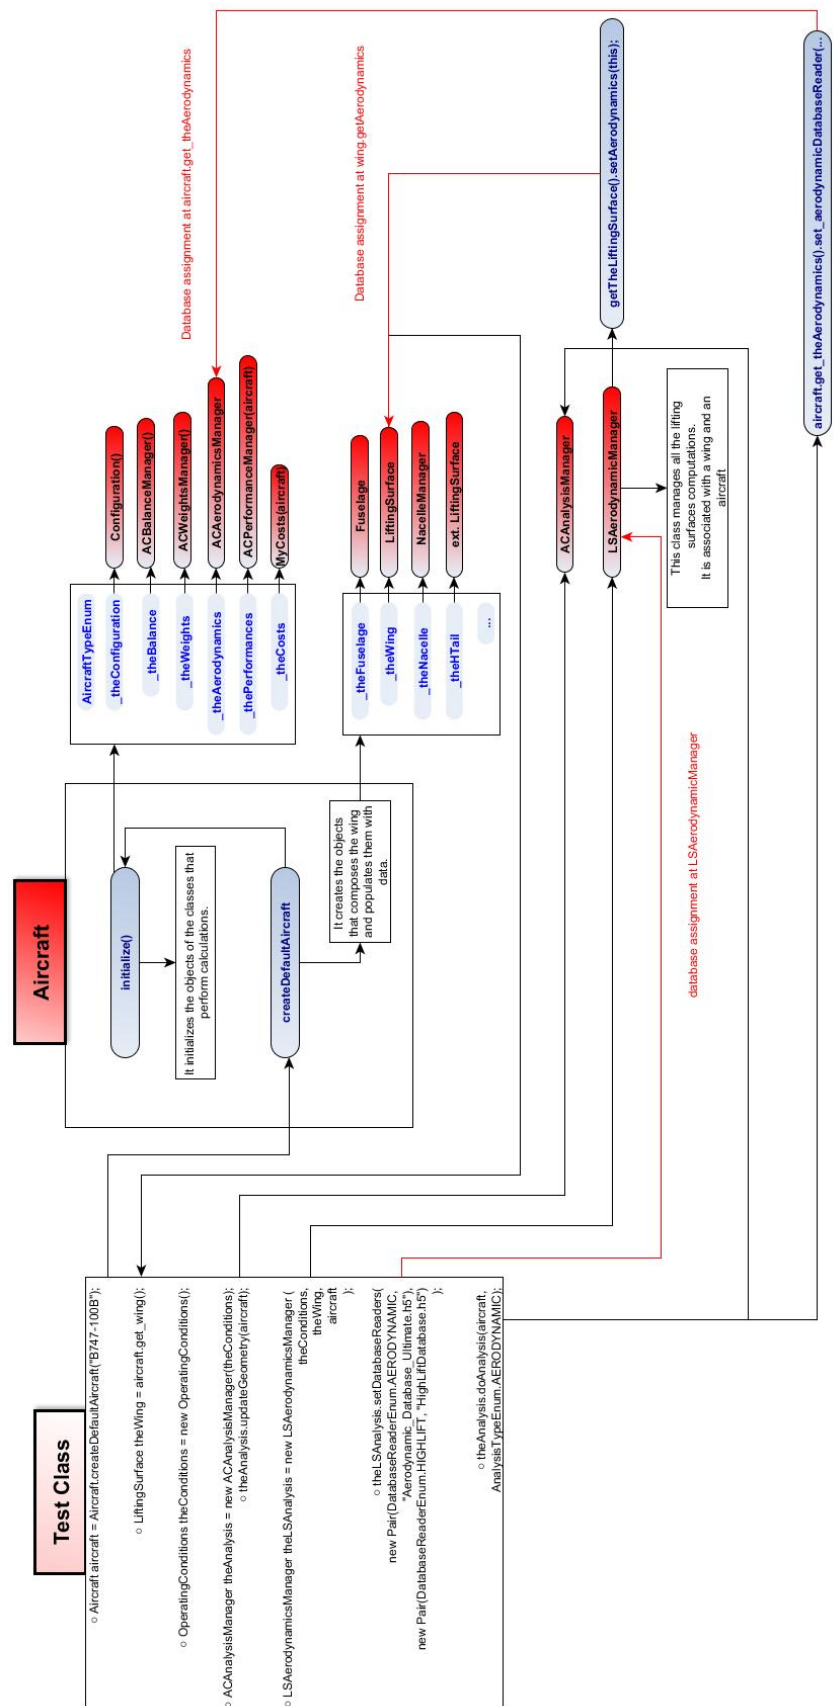 Test Class
○ Aircraft aircraft = Aircraft.createDefaultAircraft("B747-100B");
○ LiftingSurface theWing = aircraft.get_wing();
○ OperatingConditions theConditions = new OperatingConditions();
○ ACAnalysisManager theAnalysis = new ACAnalysisManager(theConditions);
○ theAnalysis.updateGeometry(aircraft);
○ LSAerodynamicsManager theLSAnalysis = new LSAerodynamicsManager (
theConditions,
theWing,
aircraft
);
○ theLSAnalysis.setDatabaseReaders(
new Pair(DatabaseReaderEnum.AERODYNAMIC,
"Aerodynamic_Database_Ultimate.h5"),
new Pair(DatabaseReaderEnum.HIGHLIFT, "HighLiftDatabase.h5")
);
○ theAnalysis.doAnalysis(aircraft,
AnalysisTypeEnum.AERODYNAMIC);
Aircraft
initialize()
It initializes the objects of the classes that
perform calculations.
createDefaultAircraft
It creates the objects
that composes the wing
and populates them with
data.
AircraftTypeEnum
_theConfiguration
_theBalance
_theWeights
_theAerodynamics
_thePerformances
_theCosts
Configuration()
ACBalanceManager()
ACWeightsManager()
ACAerodynamicsManager
ACPerformanceManager(aircraft)
MyCosts(aircraft)
_theFuselage
_theWing
_theNacelle
_theHTail
...
Fuselage
LiftingSurface
NacelleManager
ext. LiftingSurface
ACAnalysisManager
LSAerodynamicManager
This class manages all the lifting
surfaces computations.
It is associated with a wing and an
aircraft
database assignment at LSAerodynamicManager
Database assignment at aircraft.get_theAerodynamics
Database assignment at wing.getAerodynamics
getTheLiftingSurface().setAerodynamics(this);
aircraft.get_theAerodynamics().set_aerodynamicDatabaseReader(...